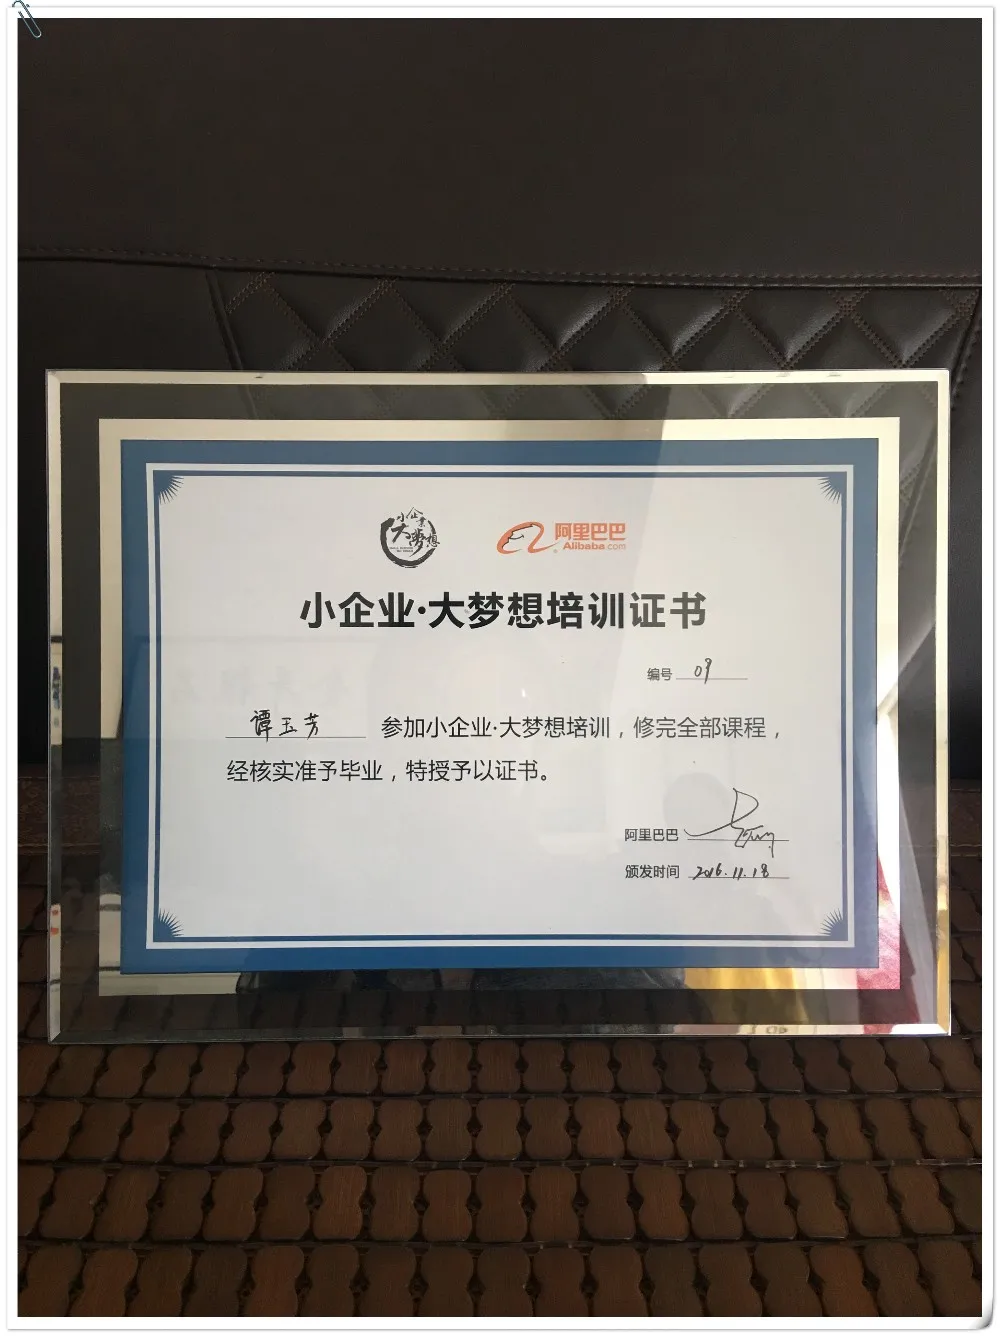 小企业
大梦想
阿里巴巴
Alibaba.com
小企业·大梦想培训证书
编号 09
谭玉芳 参加小企业·大梦想培训，修完全部课程，
经核实准予毕业，特授予以证书。
阿里巴巴
颁发时间 2016.11.18